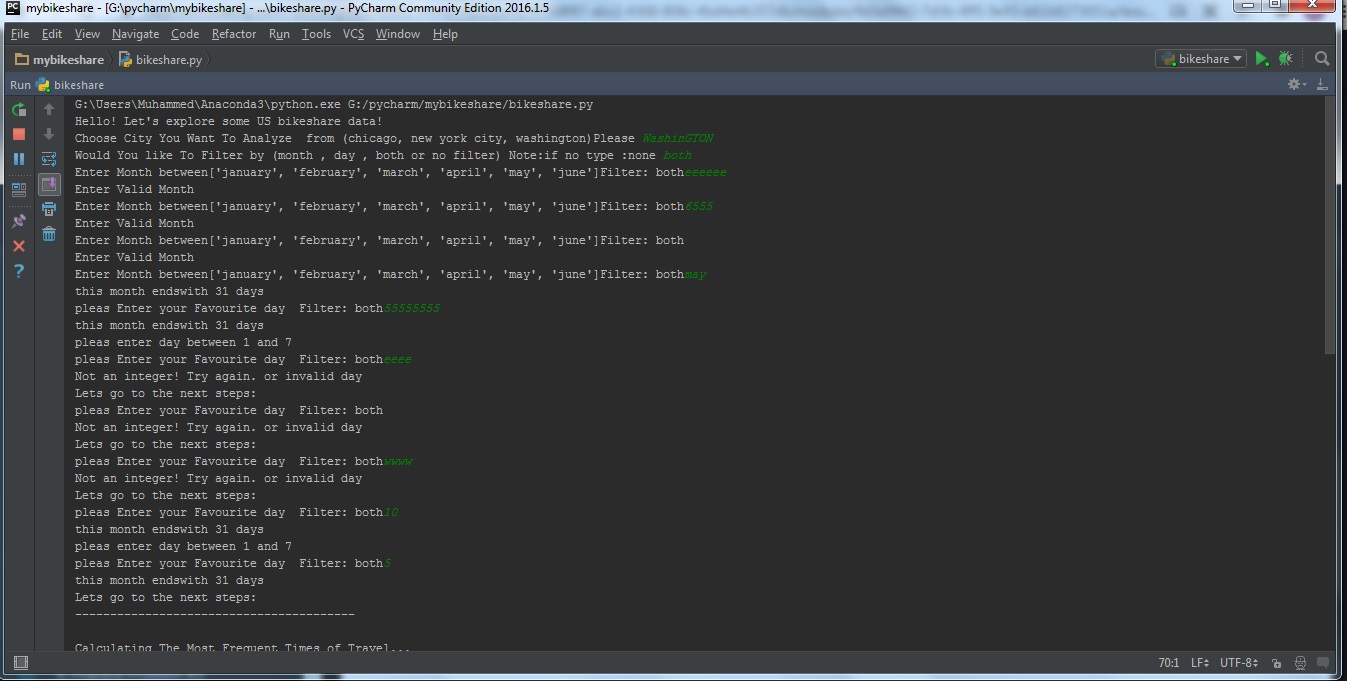 mybikeshare - [G:\pycharm\mybikeshare] - ...\bikeshare.py - PyCharm Community Edition 2016.1.5
File Edit View Navigate Code Refactor Run Tools VCS Window Help
mybikeshare bikeshare.py bikeshare
Run bikeshare
G:\Users\Muhammed\Anaconda3\python.exe G:/pycharm/mybikeshare/bikeshare.py
Hello! Let's explore some US bikeshare data!
Choose City You Want To Analyze  from (chicago, new york city, washington)Please WashinGTON
Would You like To Filter by (month , day , both or no filter) Note:if no type :none both
Enter Month between['january', 'february', 'march', 'april', 'may', 'june']Filter: botheeeeee
Enter Valid Month
Enter Month between['january', 'february', 'march', 'april', 'may', 'june']Filter: both6555
Enter Valid Month
Enter Month between['january', 'february', 'march', 'april', 'may', 'june']Filter: both
Enter Valid Month
Enter Month between['january', 'february', 'march', 'april', 'may', 'june']Filter: bothmay
this month endswith 31 days
pleas Enter your Favourite day  Filter: both55555555
this month endswith 31 days
pleas enter day between 1 and 7
pleas Enter your Favourite day  Filter: botheeee
Not an integer! Try again. or invalid day
Lets go to the next steps:
pleas Enter your Favourite day  Filter: both
Not an integer! Try again. or invalid day
Lets go to the next steps:
pleas Enter your Favourite day  Filter: bothwwww
Not an integer! Try again. or invalid day
Lets go to the next steps:
pleas Enter your Favourite day  Filter: both10
this month endswith 31 days
pleas enter day between 1 and 7
pleas Enter your Favourite day  Filter: both5
this month endswith 31 days
Lets go to the next steps:
----------------------------------------
Calculating The Most Frequent Times of Travel...
70:1 LF UTF-8